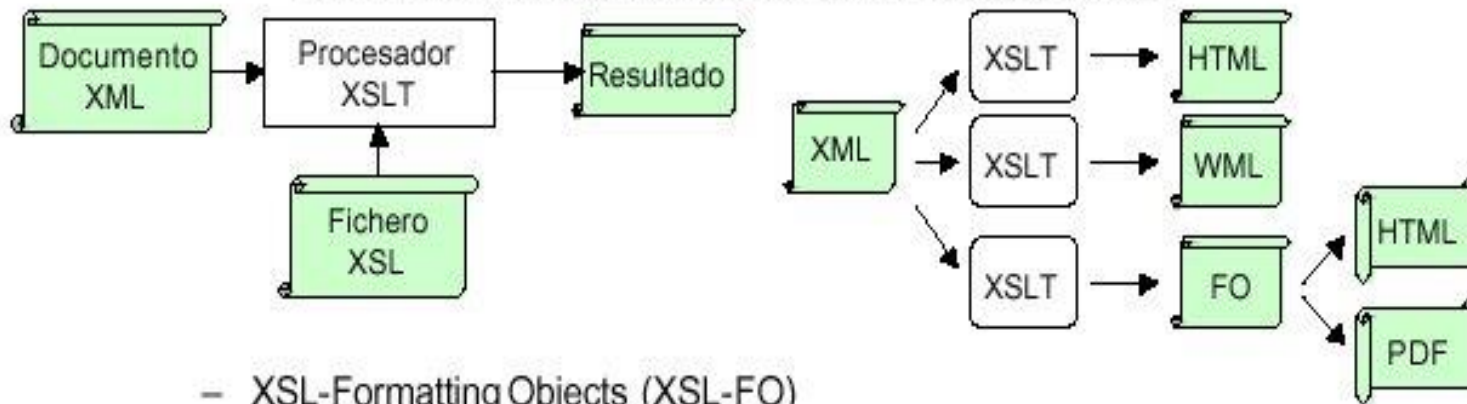 Documento
XML
Procesador
XSLT
Resultado
Fichero
XSL
XML
XSLT
HTML
XSLT
WML
XSLT
FO
HTML
PDF
– XSL-Formatting Objects (XSL-FO)